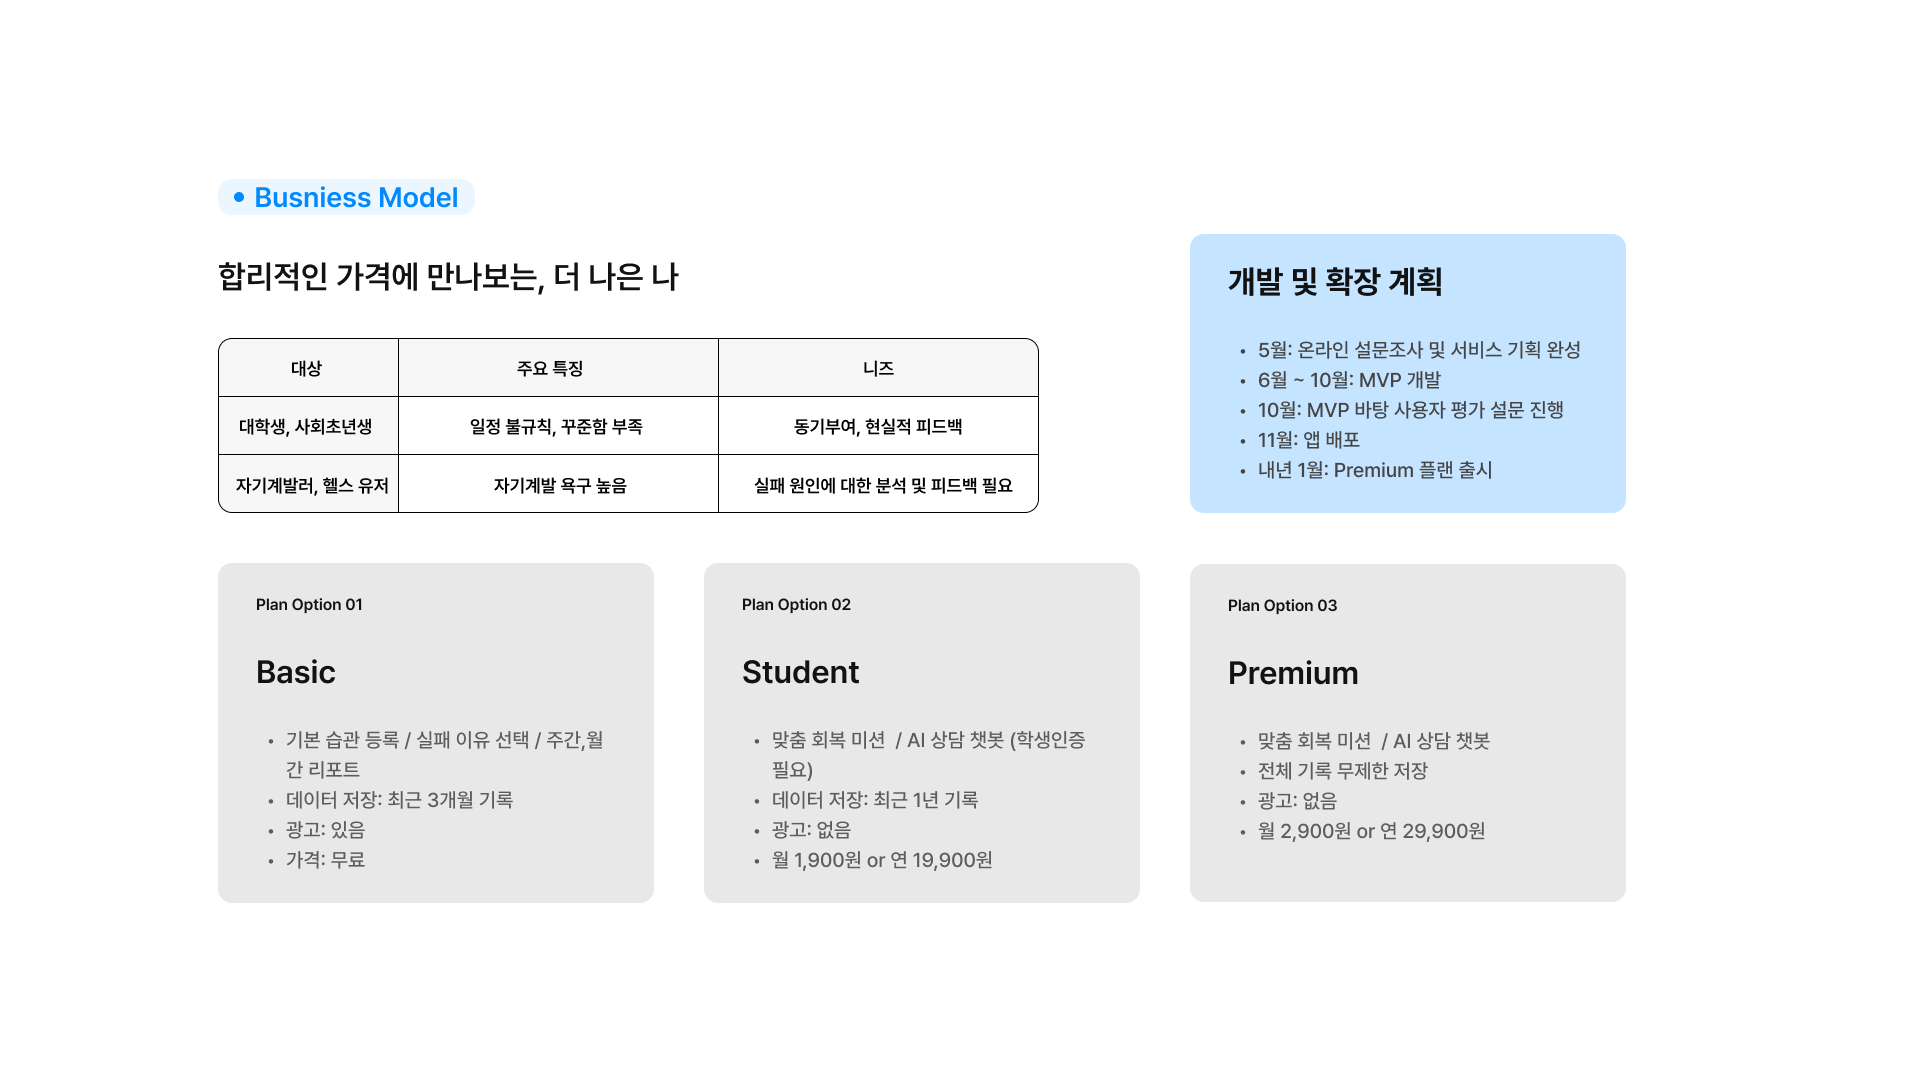 Busniess Model
합리적인 가격에 만나보는, 더 나은 나
대상 주요 특징 니즈
대학생, 사회초년생 일정 불규칙, 꾸준함 부족 동기부여, 현실적 피드백
자기계발러, 헬스 유저 자기계발 욕구 높음 실패 원인에 대한 분석 및 피드백 필요
개발 및 확장 계획
• 5월: 온라인 설문조사 및 서비스 기획 완성
• 6월 ~ 10월: MVP 개발
• 10월: MVP 바탕 사용자 평가 설문 진행
• 11월: 앱 배포
• 내년 1월: Premium 플랜 출시
Plan Option 01
Basic
• 기본 습관 등록 / 실패 이유 선택 / 주간,월
간 리포트
• 데이터 저장: 최근 3개월 기록
• 광고: 있음
• 가격: 무료
Plan Option 02
Student
• 맞춤 회복 미션  / AI 상담 챗봇 (학생인증
필요)
• 데이터 저장: 최근 1년 기록
• 광고: 없음
• 월 1,900원 or 연 19,900원
Plan Option 03
Premium
• 맞춤 회복 미션  / AI 상담 챗봇
• 전체 기록 무제한 저장
• 광고: 없음
• 월 2,900원 or 연 29,900원